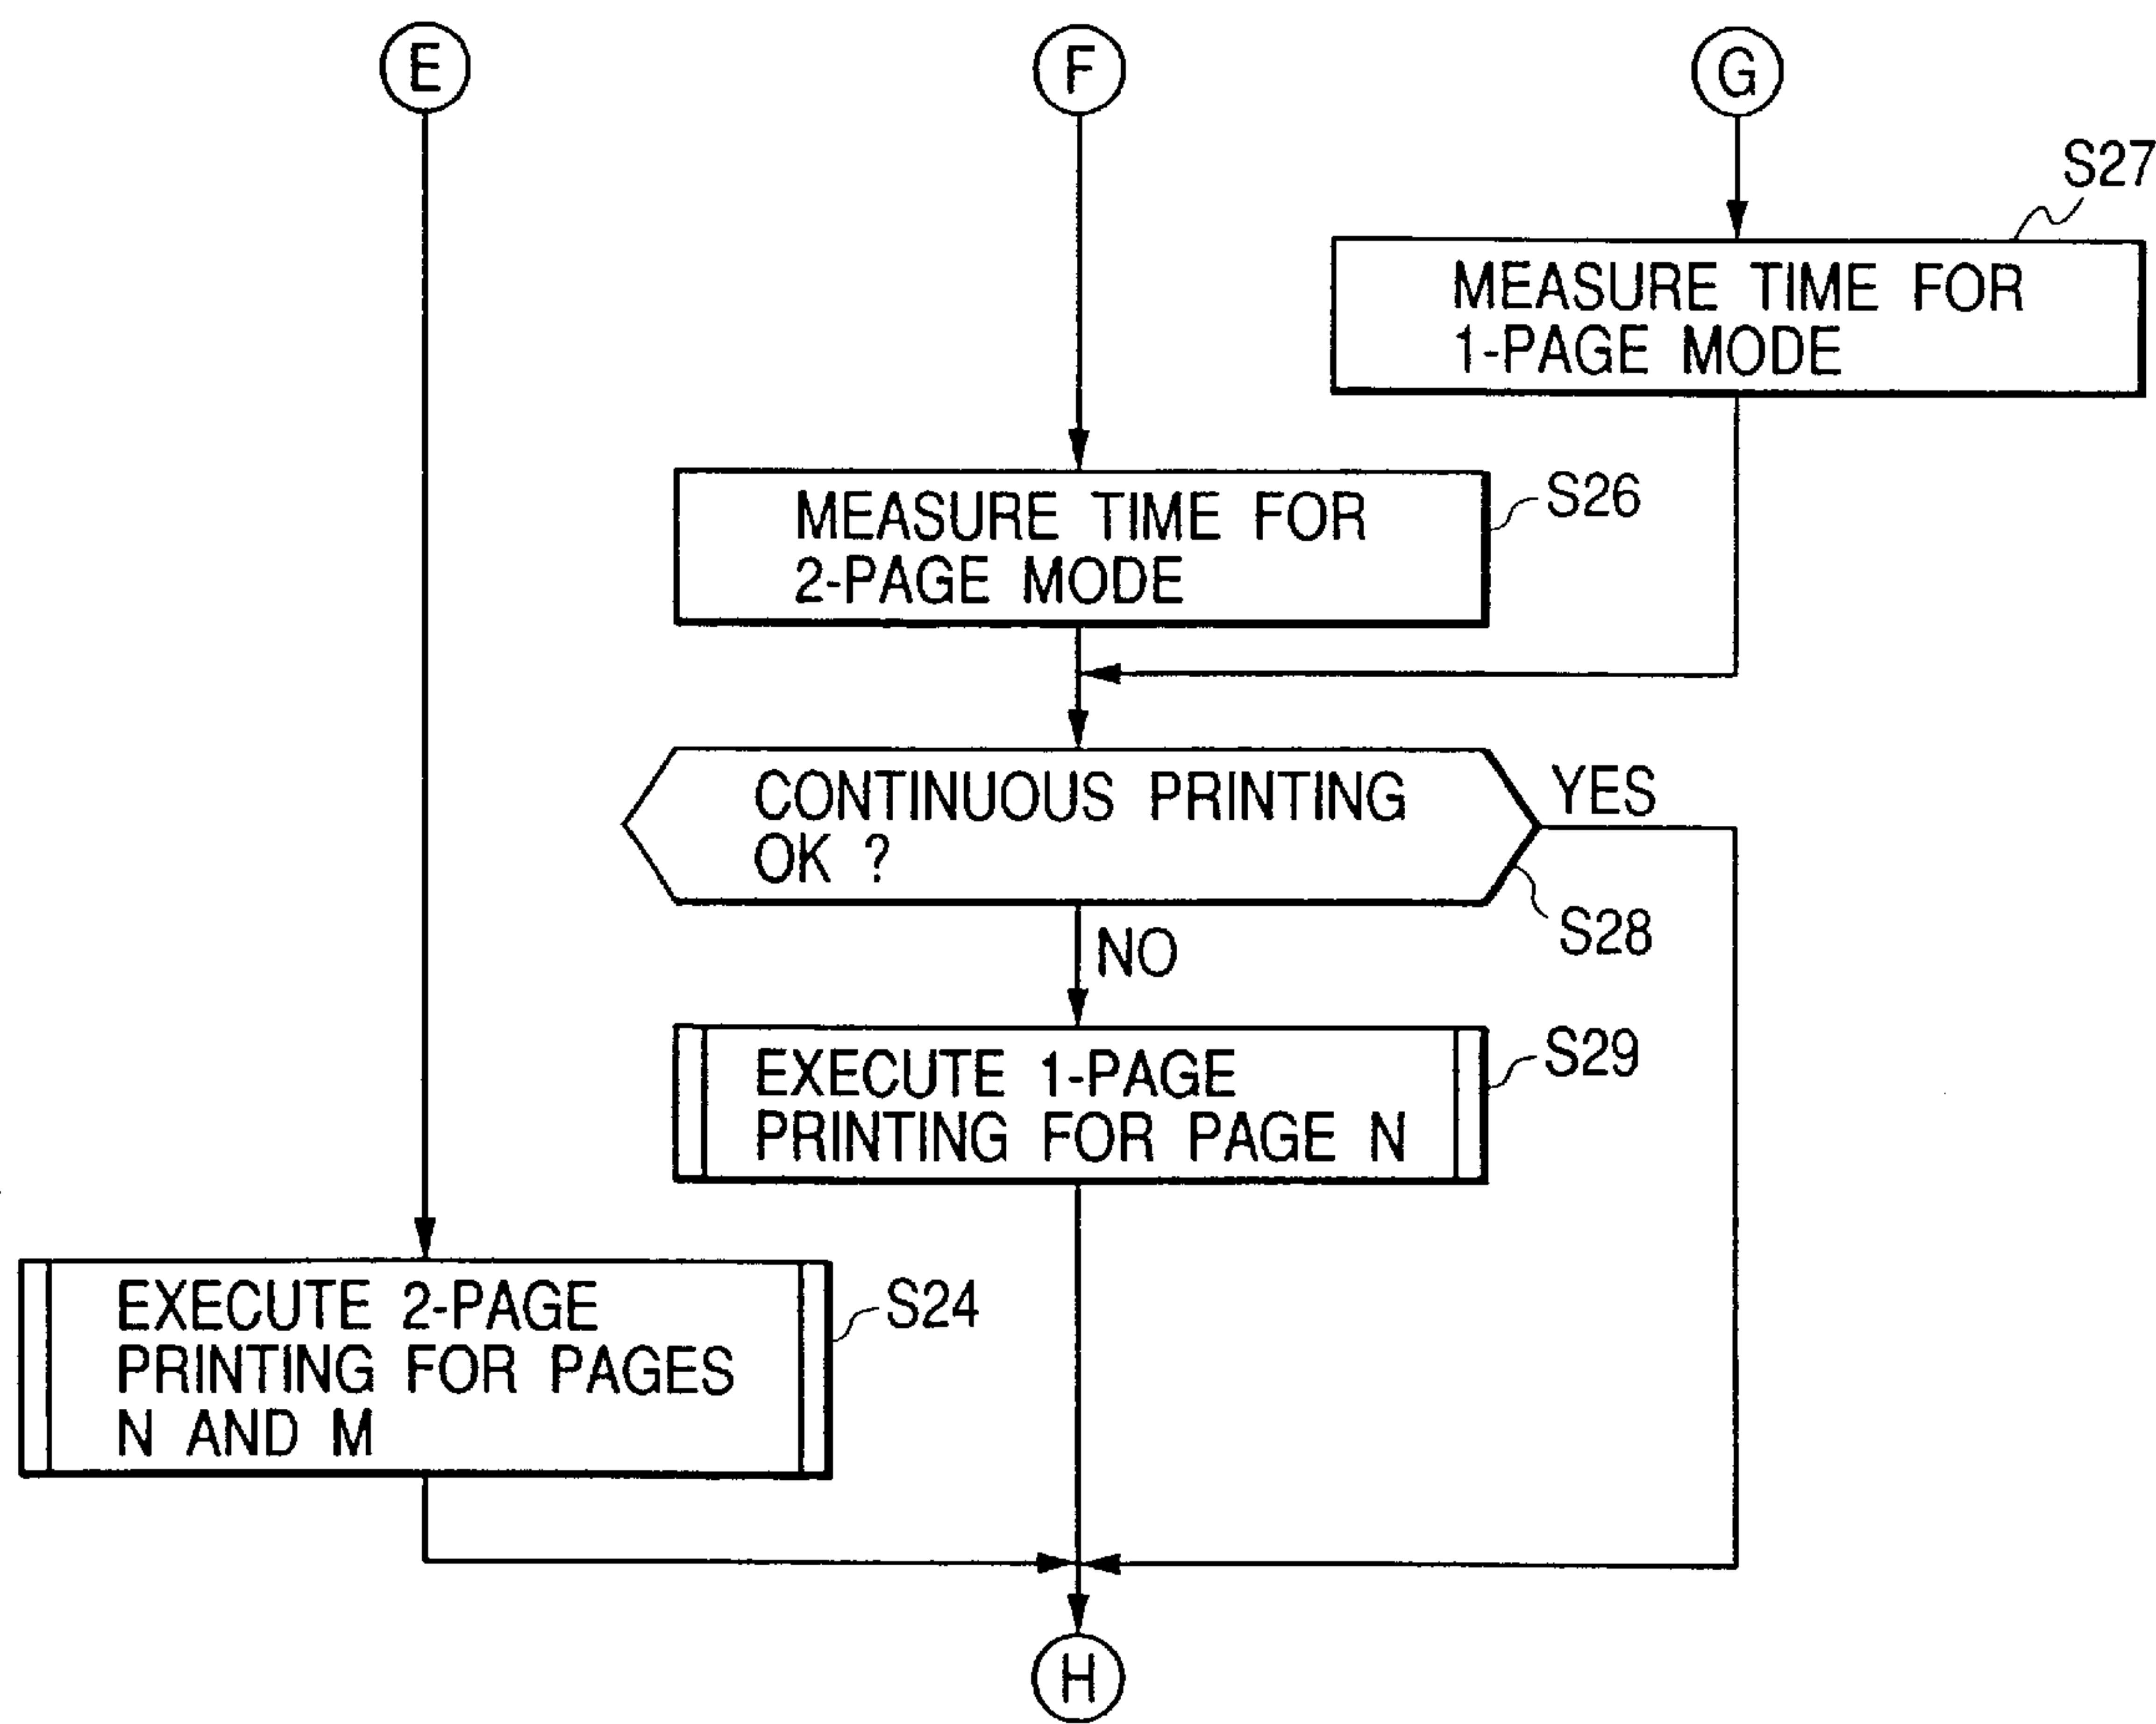 E
F
G
S27
MEASURE TIME FOR
1-PAGE MODE
MEASURE TIME FOR
2-PAGE MODE
S26
CONTINUOUS PRINTING
OK ?
YES
S28
NO
EXECUTE 1-PAGE
PRINTING FOR PAGE N
S29
EXECUTE 2-PAGE
PRINTING FOR PAGES
N AND M
S24
H